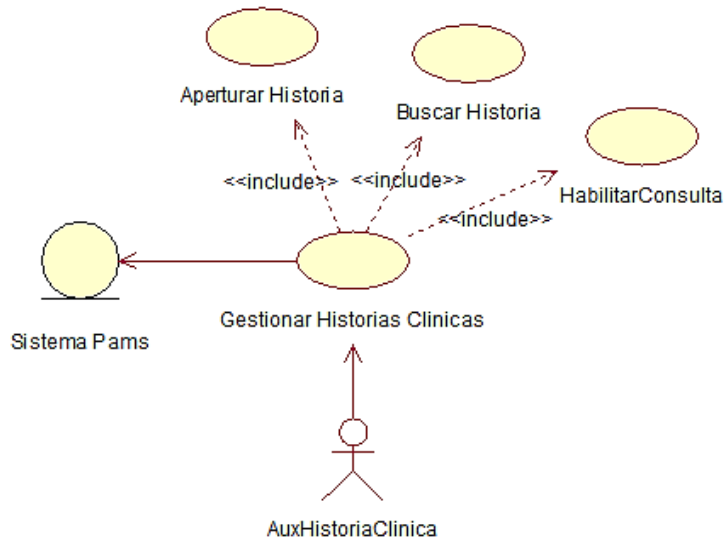 Aperturar Historia
Buscar Historia
<<include>>
<<include>>
HabilitarConsulta
<<include>>
Gestionar Historias Clinicas
Sistema Pams
AuxHistoriaClinica